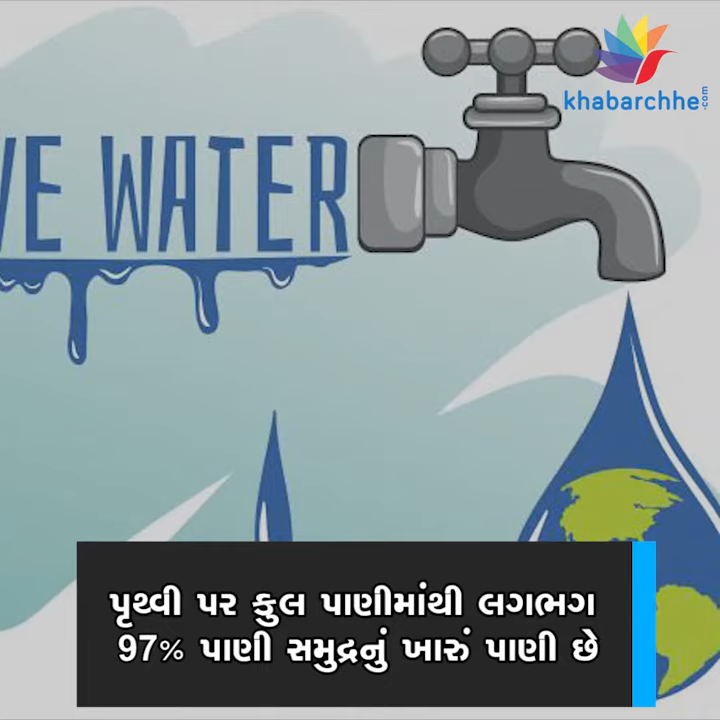 khabarchhe.com
VE WATER
પૃથ્વી પર કુલ પાણીમાંથી લગભગ
97% પાણી સમુદ્રનું ખારું પાણી છે